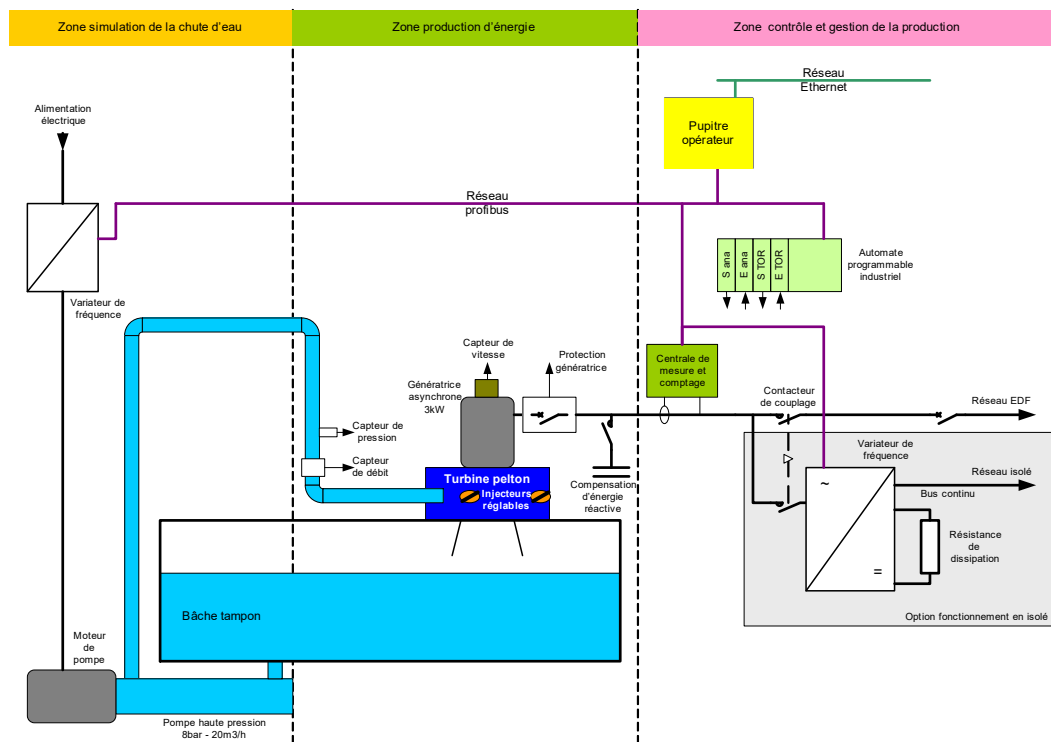 Zone simulation de la chute d'eau
Zone production d'énergie
Zone contrôle et gestion de la production
Réseau
Ethernet
Alimentation
électrique
Pupitre
opérateur
Réseau
profibus
S ana
E ana
S TOR
E TOR
Automate
programmable
industriel
Variateur de
fréquence
Capteur de
vitesse
Protection
génératrice
Centrale de
mesure et
comptage
Génératrice
asynchrone
3kW
Contacteur
de couplage
Réseau EDF
Capteur de
pression
Capteur
de débit
Turbine pelton
Injecteurs
réglables
Compensation
d'énergie
réactive
Variateur de
fréquence
~
=
Réseau isolé
Bus continu
Résistance
de
dissipation
Option fonctionnement en isolé
Bâche tampon
Moteur
de
pompe
Pompe haute pression
8bar - 20m3/h